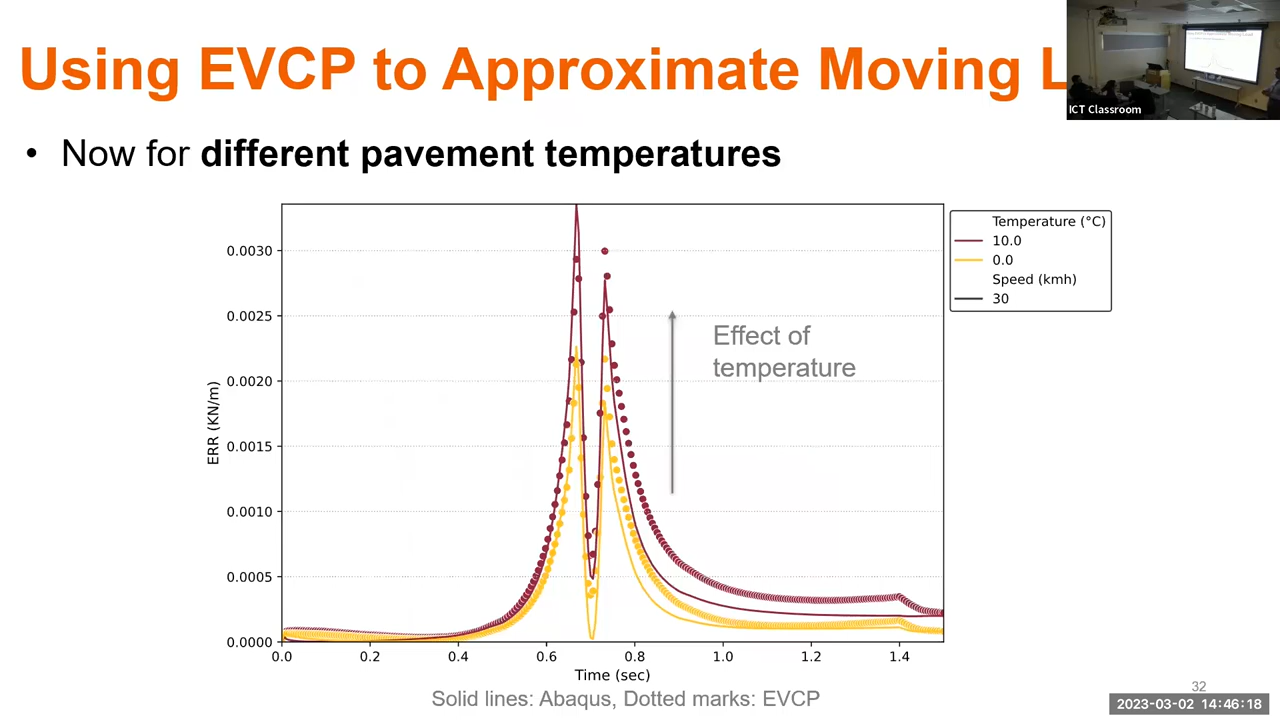 Using EVCP to Approximate Moving L
ICT Classroom
• Now for different pavement temperatures
0.0030
0.0025
0.0020
0.0015
0.0010
0.0005
0.0000
ERR (KN/m)
0.0 0.2 0.4 0.6 0.8 1.0 1.2 1.4
Time (sec)
Effect of
temperature
Temperature (°C)
10.0
0.0
Speed (kmh)
30
Solid lines: Abaqus, Dotted marks: EVCP
32
2023-03-02 14:46:18